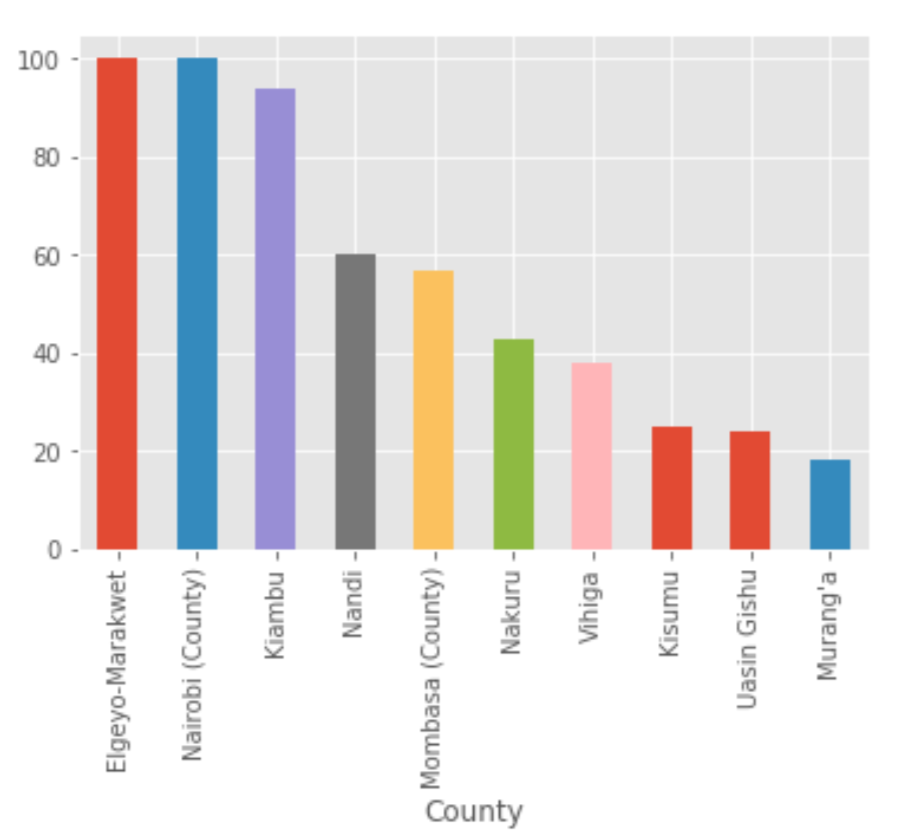 100
80
60
40
20
0
Elgeyo-Marakwet
Nairobi (County)
Kiambu
Nandi
Mombasa (County)
Nakuru
Vihiga
Kisumu
Uasin Gishu
Murang'a
County